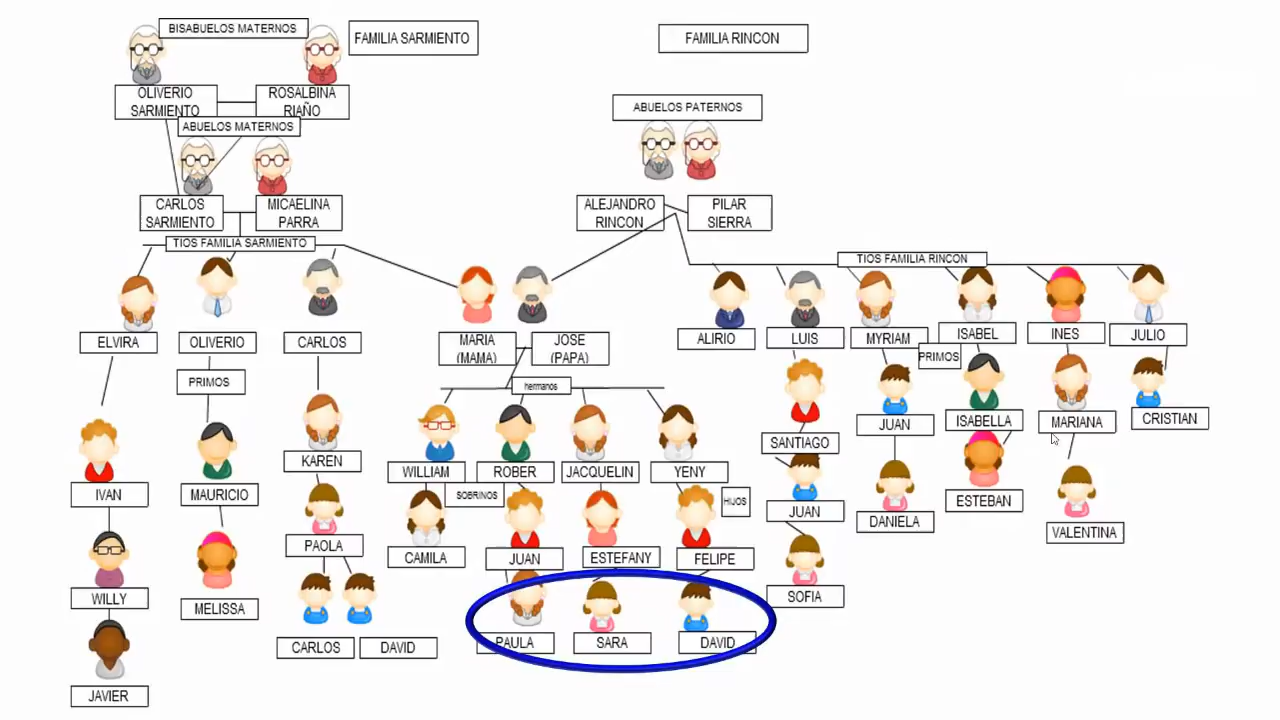 BISABUELOS MATERNOS
FAMILIA SARMIENTO
FAMILIA RINCON
OLIVERIO
SARMIENTO
ROSALBINA
RIAÑO
ABUELOS MATERNOS
ABUELOS PATERNOS
CARLOS
SARMIENTO
MICAELINA
PARRA
ALEJANDRO
RINCON
PILAR
SIERRA
TIOS FAMILIA SARMIENTO
TIOS FAMILIA RINCON
ELVIRA
OLIVERIO
CARLOS
MARIA
(MAMA)
JOSE
(PAPA)
ALIRIO
LUIS
MYRIAM
ISABEL
INES
JULIO
PRIMOS
PRIMOS
hermanos
IVAN
MAURICIO
KAREN
WILLIAM
ROBER
JACQUELIN
YENY
SANTIAGO
JUAN
ISABELLA
MARIANA
CRISTIAN
SOBRINOS
HIJOS
WILLY
MELISSA
PAOLA
CAMILA
JUAN
ESTEFANY
FELIPE
JUAN
DANIELA
ESTEBAN
VALENTINA
SOFIA
CARLOS
DAVID
PAULA
SARA
DAVID
JAVIER